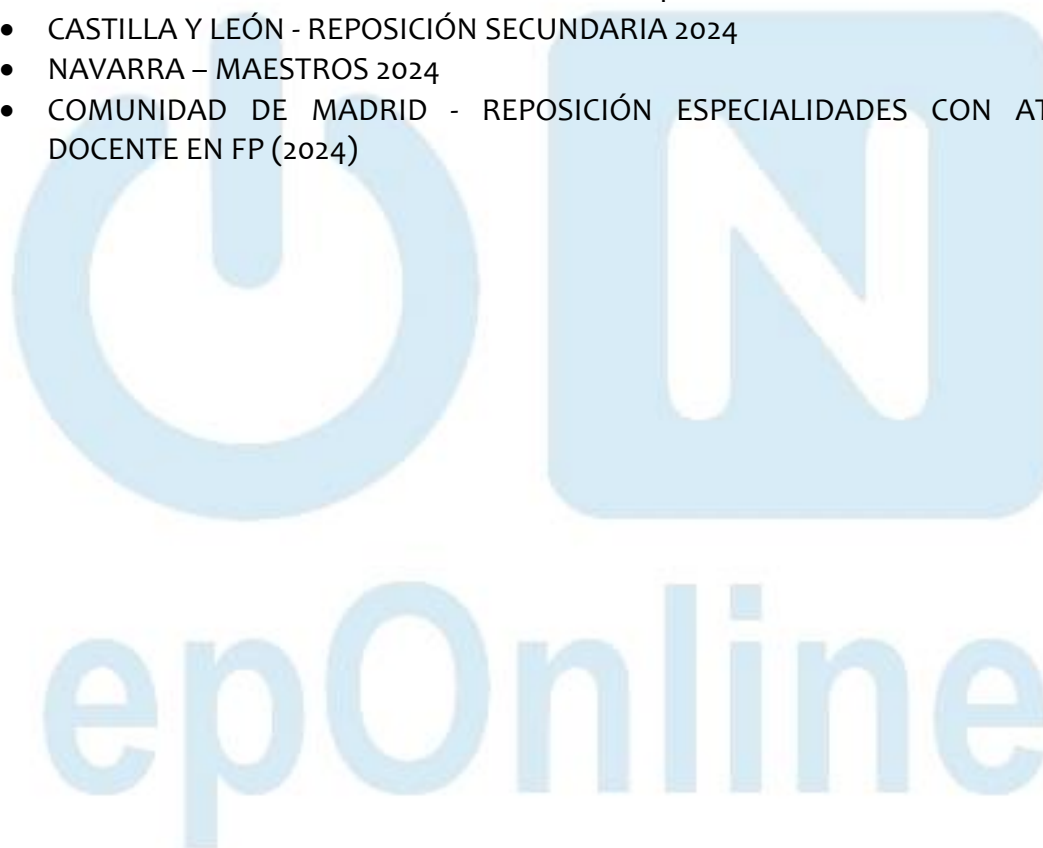 • CASTILLA Y LEÓN - REPOSICIÓN SECUNDARIA 2024
• NAVARRA – MAESTROS 2024
• COMUNIDAD DE MADRID - REPOSICIÓN ESPECIALIDADES CON
DOCENTE EN FP (2024)
ON
epOnline